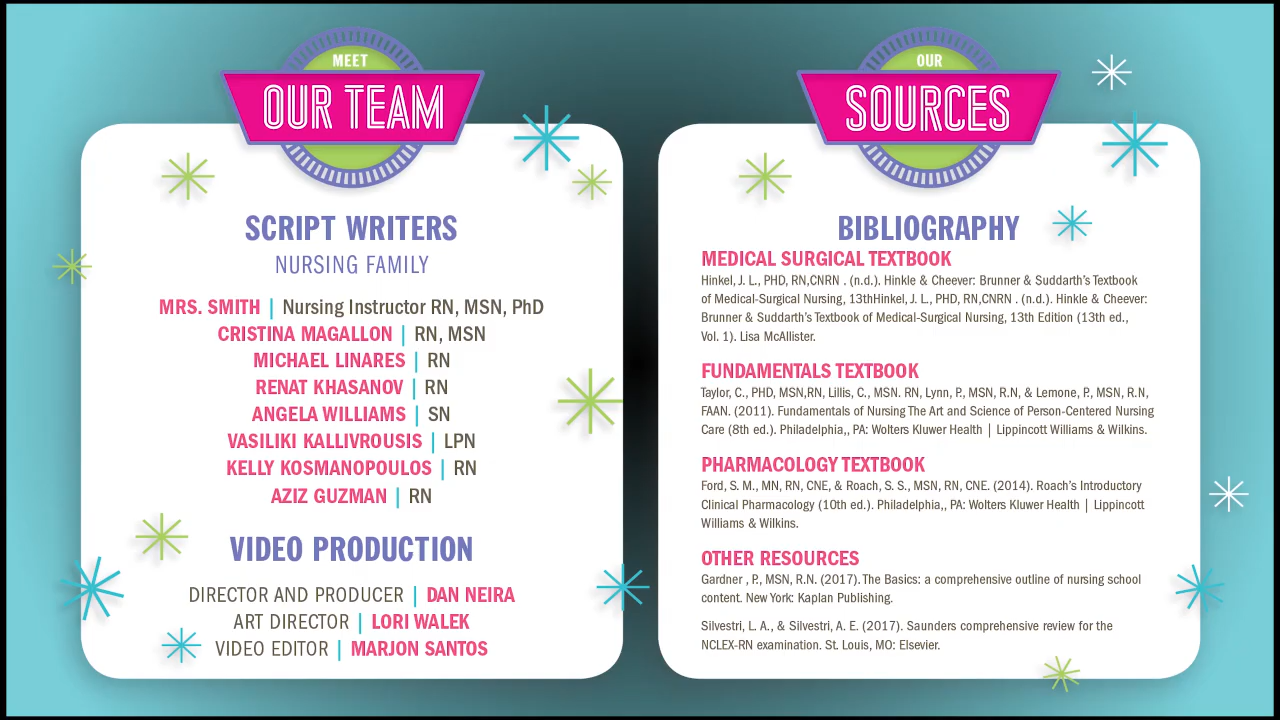 MEET
OUR TEAM
SCRIPT WRITERS
NURSING FAMILY
MRS. SMITH | Nursing Instructor RN, MSN, PhD
CRISTINA MAGALLON | RN, MSN
MICHAEL LINARES | RN
RENAT KHASANOV | RN
ANGELA WILLIAMS | SN
VASILIKI KALLIVROUSIS | LPN
KELLY KOSMANOPOULOS | RN
AZIZ GUZMAN | RN
VIDEO PRODUCTION
DIRECTOR AND PRODUCER | DAN NEIRA
ART DIRECTOR | LORI WALEK
VIDEO EDITOR | MARJON SANTOS
OUR
SOURCES
BIBLIOGRAPHY
MEDICAL SURGICAL TEXTBOOK
Hinkel, J. L., PHD, RN,CNRN . (n.d.). Hinkle & Cheever: Brunner & Suddarth's Textbook
of Medical-Surgical Nursing, 13thHinkel, J. L., PHD, RN,CNRN . (n.d.). Hinkle & Cheever:
Brunner & Suddarth's Textbook of Medical-Surgical Nursing, 13th Edition (13th ed.,
Vol. 1). Lisa McAllister.
FUNDAMENTALS TEXTBOOK
Taylor, C., PHD, MSN,RN, Lillis, C., MSN. RN, Lynn, P., MSN, R.N, & Lemone, P., MSN, R.N,
FAAN. (2011). Fundamentals of Nursing The Art and Science of Person-Centered Nursing
Care (8th ed.). Philadelphia,, PA: Wolters Kluwer Health | Lippincott Williams & Wilkins.
PHARMACOLOGY TEXTBOOK
Ford, S. M., MN, RN, CNE, & Roach, S. S., MSN, RN, CNE. (2014). Roach's Introductory
Clinical Pharmacology (10th ed.). Philadelphia,, PA: Wolters Kluwer Health | Lippincott
Williams & Wilkins.
OTHER RESOURCES
Gardner , P., MSN, R.N. (2017). The Basics: a comprehensive outline of nursing school
content. New York: Kaplan Publishing.
Silvestri, L. A., & Silvestri, A. E. (2017). Saunders comprehensive review for the
NCLEX-RN examination. St. Louis, MO: Elsevier.